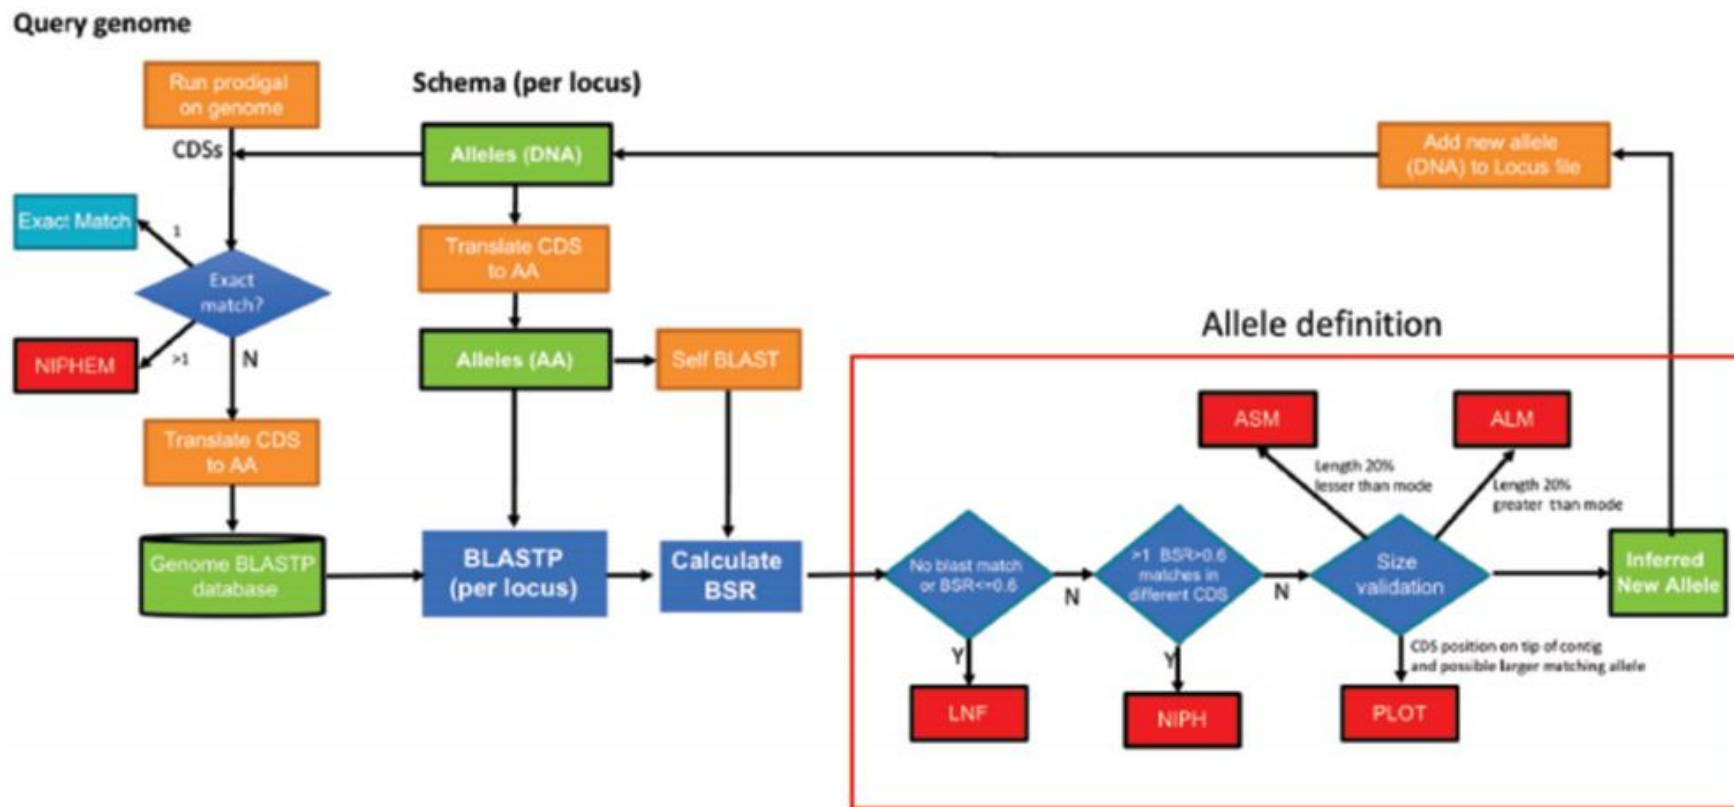 Query genome
Run prodigal
on genome
CDSs
Exact Match
1
Exact
match?
NIPHEM
>1
N
Translate CDS
to AA
Genome BLASTP
database
Schema (per locus)
Alleles (DNA)
Translate CDS
to AA
Alleles (AA)
Self BLAST
BLASTP
(per locus)
Calculate
BSR
Add new allele
(DNA) to Locus file
Allele definition
No blast match
or BSR<=0.6
Y
LNF
N
>1 BSR>0.6
matches in
different CDS
Y
NIPH
N
Size
validation
ASM
Length 20%
lesser than mode
ALM
Length 20%
greater than mode
CDS position on tip of contig
and possible larger matching allele
PLOT
Inferred
New Allele